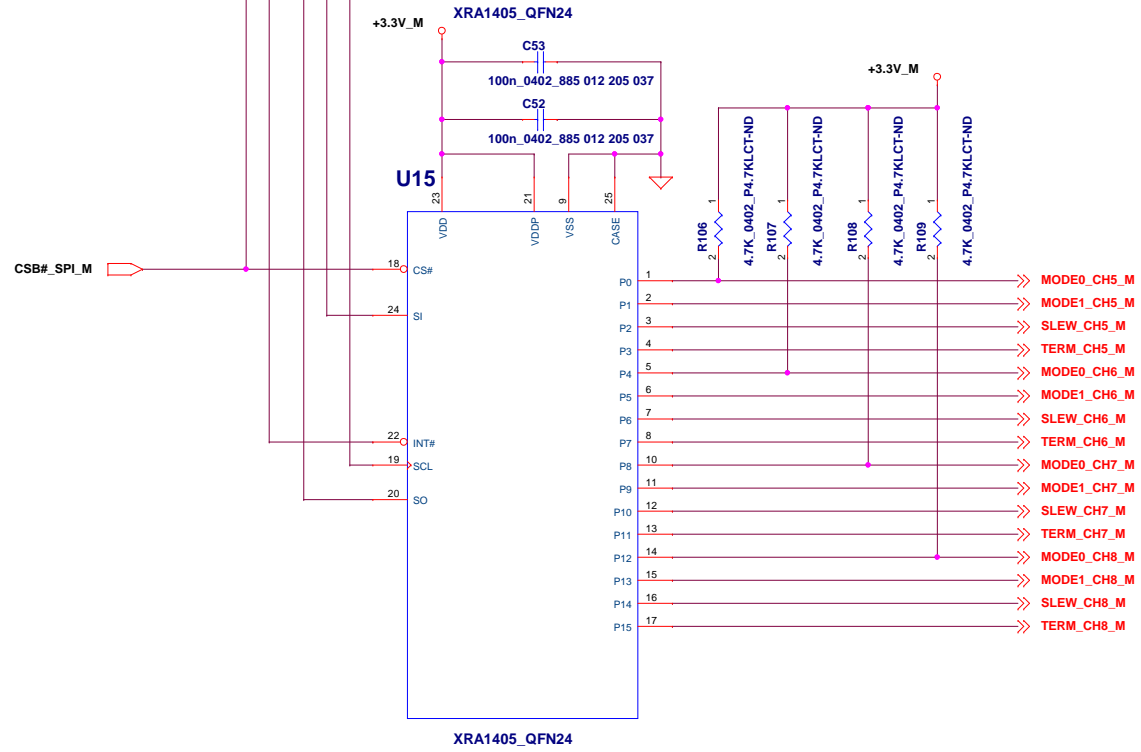 XRA1405_QFN24
+3.3V_M
C53
100n_0402_885 012 205 037
C52
100n_0402_885 012 205 037
+3.3V_M
U15
23
21
9
25
VDD
VDDP
VSS
CASE
1
R106
2
4.7K_0402_P4.7KLCT-ND
1
R107
2
4.7K_0402_P4.7KLCT-ND
1
R108
2
4.7K_0402_P4.7KLCT-ND
1
R109
2
4.7K_0402_P4.7KLCT-ND
CSB#_SPI_M
18 CS#
24 SI
22 INT#
19 SCL
20 SO
P0 1 MODE0_CH5_M
P1 2 MODE1_CH5_M
P2 3 SLEW_CH5_M
P3 4 TERM_CH5_M
P4 5 MODE0_CH6_M
P5 6 MODE1_CH6_M
P6 7 SLEW_CH6_M
P7 8 TERM_CH6_M
P8 10 MODE0_CH7_M
P9 11 MODE1_CH7_M
P10 12 SLEW_CH7_M
P11 13 TERM_CH7_M
P12 14 MODE0_CH8_M
P13 15 MODE1_CH8_M
P14 16 SLEW_CH8_M
P15 17 TERM_CH8_M
XRA1405_QFN24